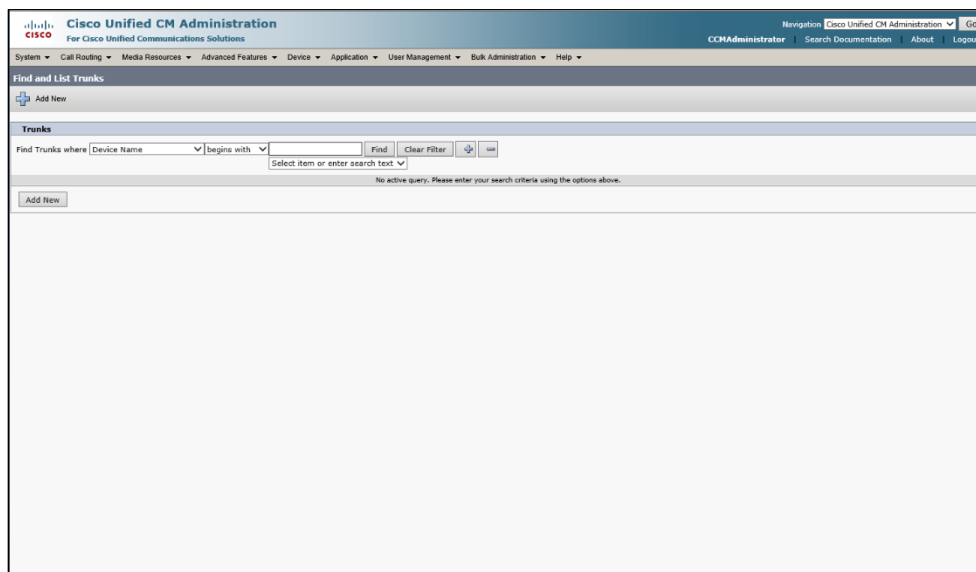 Cisco Unified CM Administration
Navigation Cisco Unified CM Administration Go
CISCO
For Cisco Unified Communications Solutions
CCMAdministrator | Search Documentation | About | Logou
System Call Routing Media Resources Advanced Features Device Application User Management Bulk Administration Help
Find and List Trunks
Add New
Trunks
Find Trunks where Device Name begins with Find Clear Filter
Select item or enter search text
No active query. Please enter your search criteria using the options above.
Add New